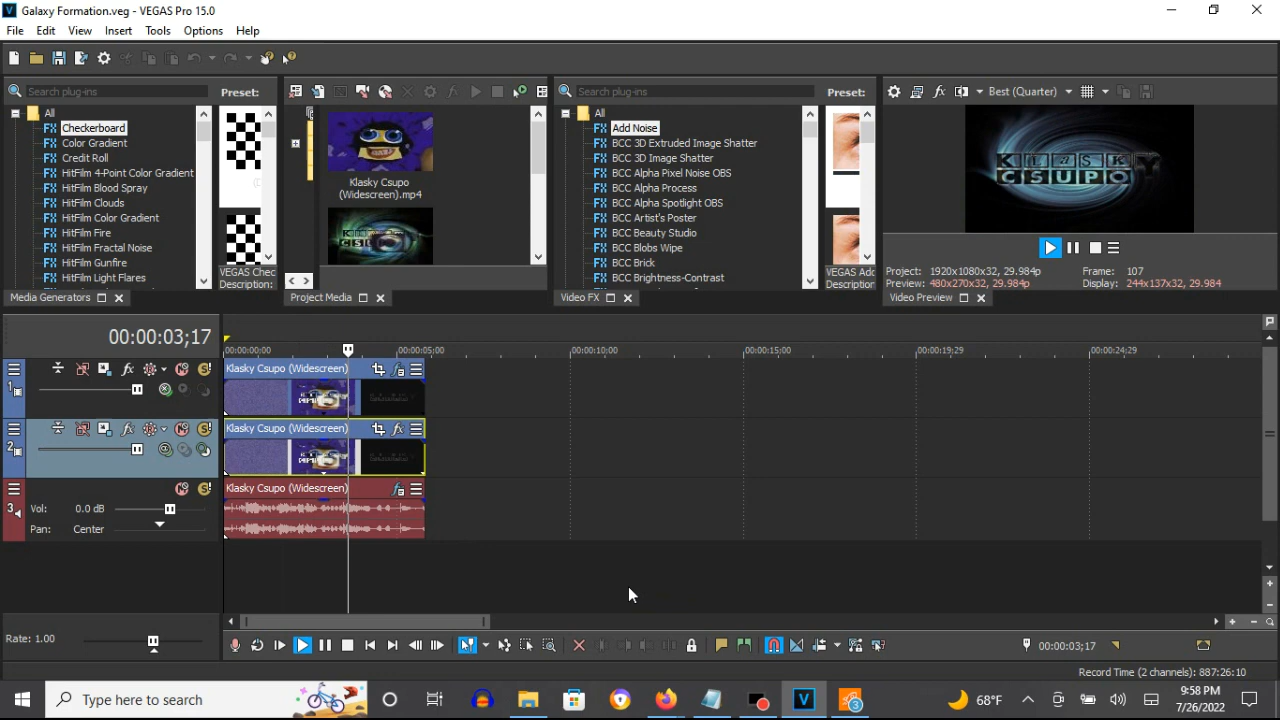 Galaxy Formation.veg - VEGAS Pro 15.0
File Edit View Insert Tools Options Help
Search plug-ins
Preset:
All
Checkerboard
Color Gradient
Credit Roll
HitFilm 4-Point Color Gradient
HitFilm Blood Spray
HitFilm Clouds
HitFilm Color Gradient
HitFilm Fire
HitFilm Fractal Noise
HitFilm Gunfire
HitFilm Light Flares
VEGAS Chec
Description:
Media Generators
Klasky Csupo
(Widescreen).mp4
Project Media
Search plug-ins
Preset:
All
Add Noise
BCC 3D Extruded Image Shatter
BCC 3D Image Shatter
BCC Alpha Pixel Noise OBS
BCC Alpha Process
BCC Alpha Spotlight OBS
BCC Artist's Poster
BCC Beauty Studio
BCC Blobs Wipe
BCC Brick
BCC Brightness-Contrast
VEGAS Adc
Description
Video FX
Best (Quarter)
KLASKY
CSUPO
Project: 1920x1080x32, 29.984p
Frame: 107
Preview: 480x270x32, 29.984p
Display: 244x137x32, 29.984
Video Preview
00:00:03;17
00:00:00;00 00:00:05;00 00:00:10;00 00:00:15;00 00:00:19;29 00:00:24;29
1
Klasky Csupo (Widescreen)
2
Klasky Csupo (Widescreen)
3
Klasky Csupo (Widescreen)
Vol: 0.0 dB
Pan: Center
Rate: 1.00
00:00:03;17
Record Time (2 channels): 887:26:10
Type here to search
3
68°F
9:58 PM
7/26/2022